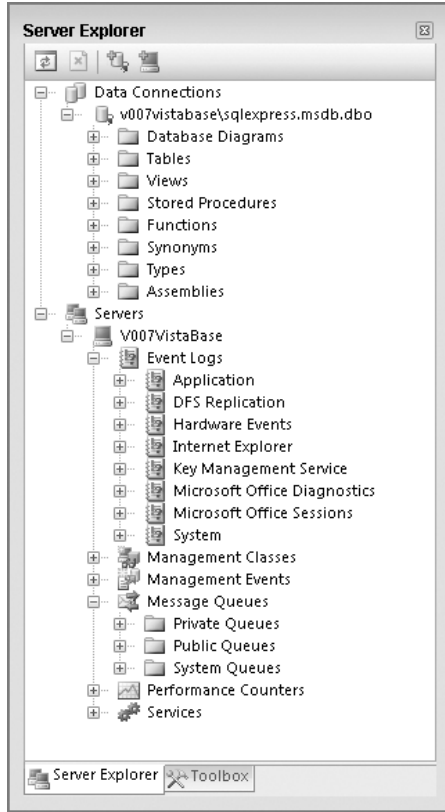 Server Explorer
Data Connections
v007vistabase\sqlexpress.msdb.dbo
Database Diagrams
Tables
Views
Stored Procedures
Functions
Synonyms
Types
Assemblies
Servers
V007VistaBase
Event Logs
Application
DFS Replication
Hardware Events
Internet Explorer
Key Management Service
Microsoft Office Diagnostics
Microsoft Office Sessions
System
Management Classes
Management Events
Message Queues
Private Queues
Public Queues
System Queues
Performance Counters
Services
Server Explorer Toolbox